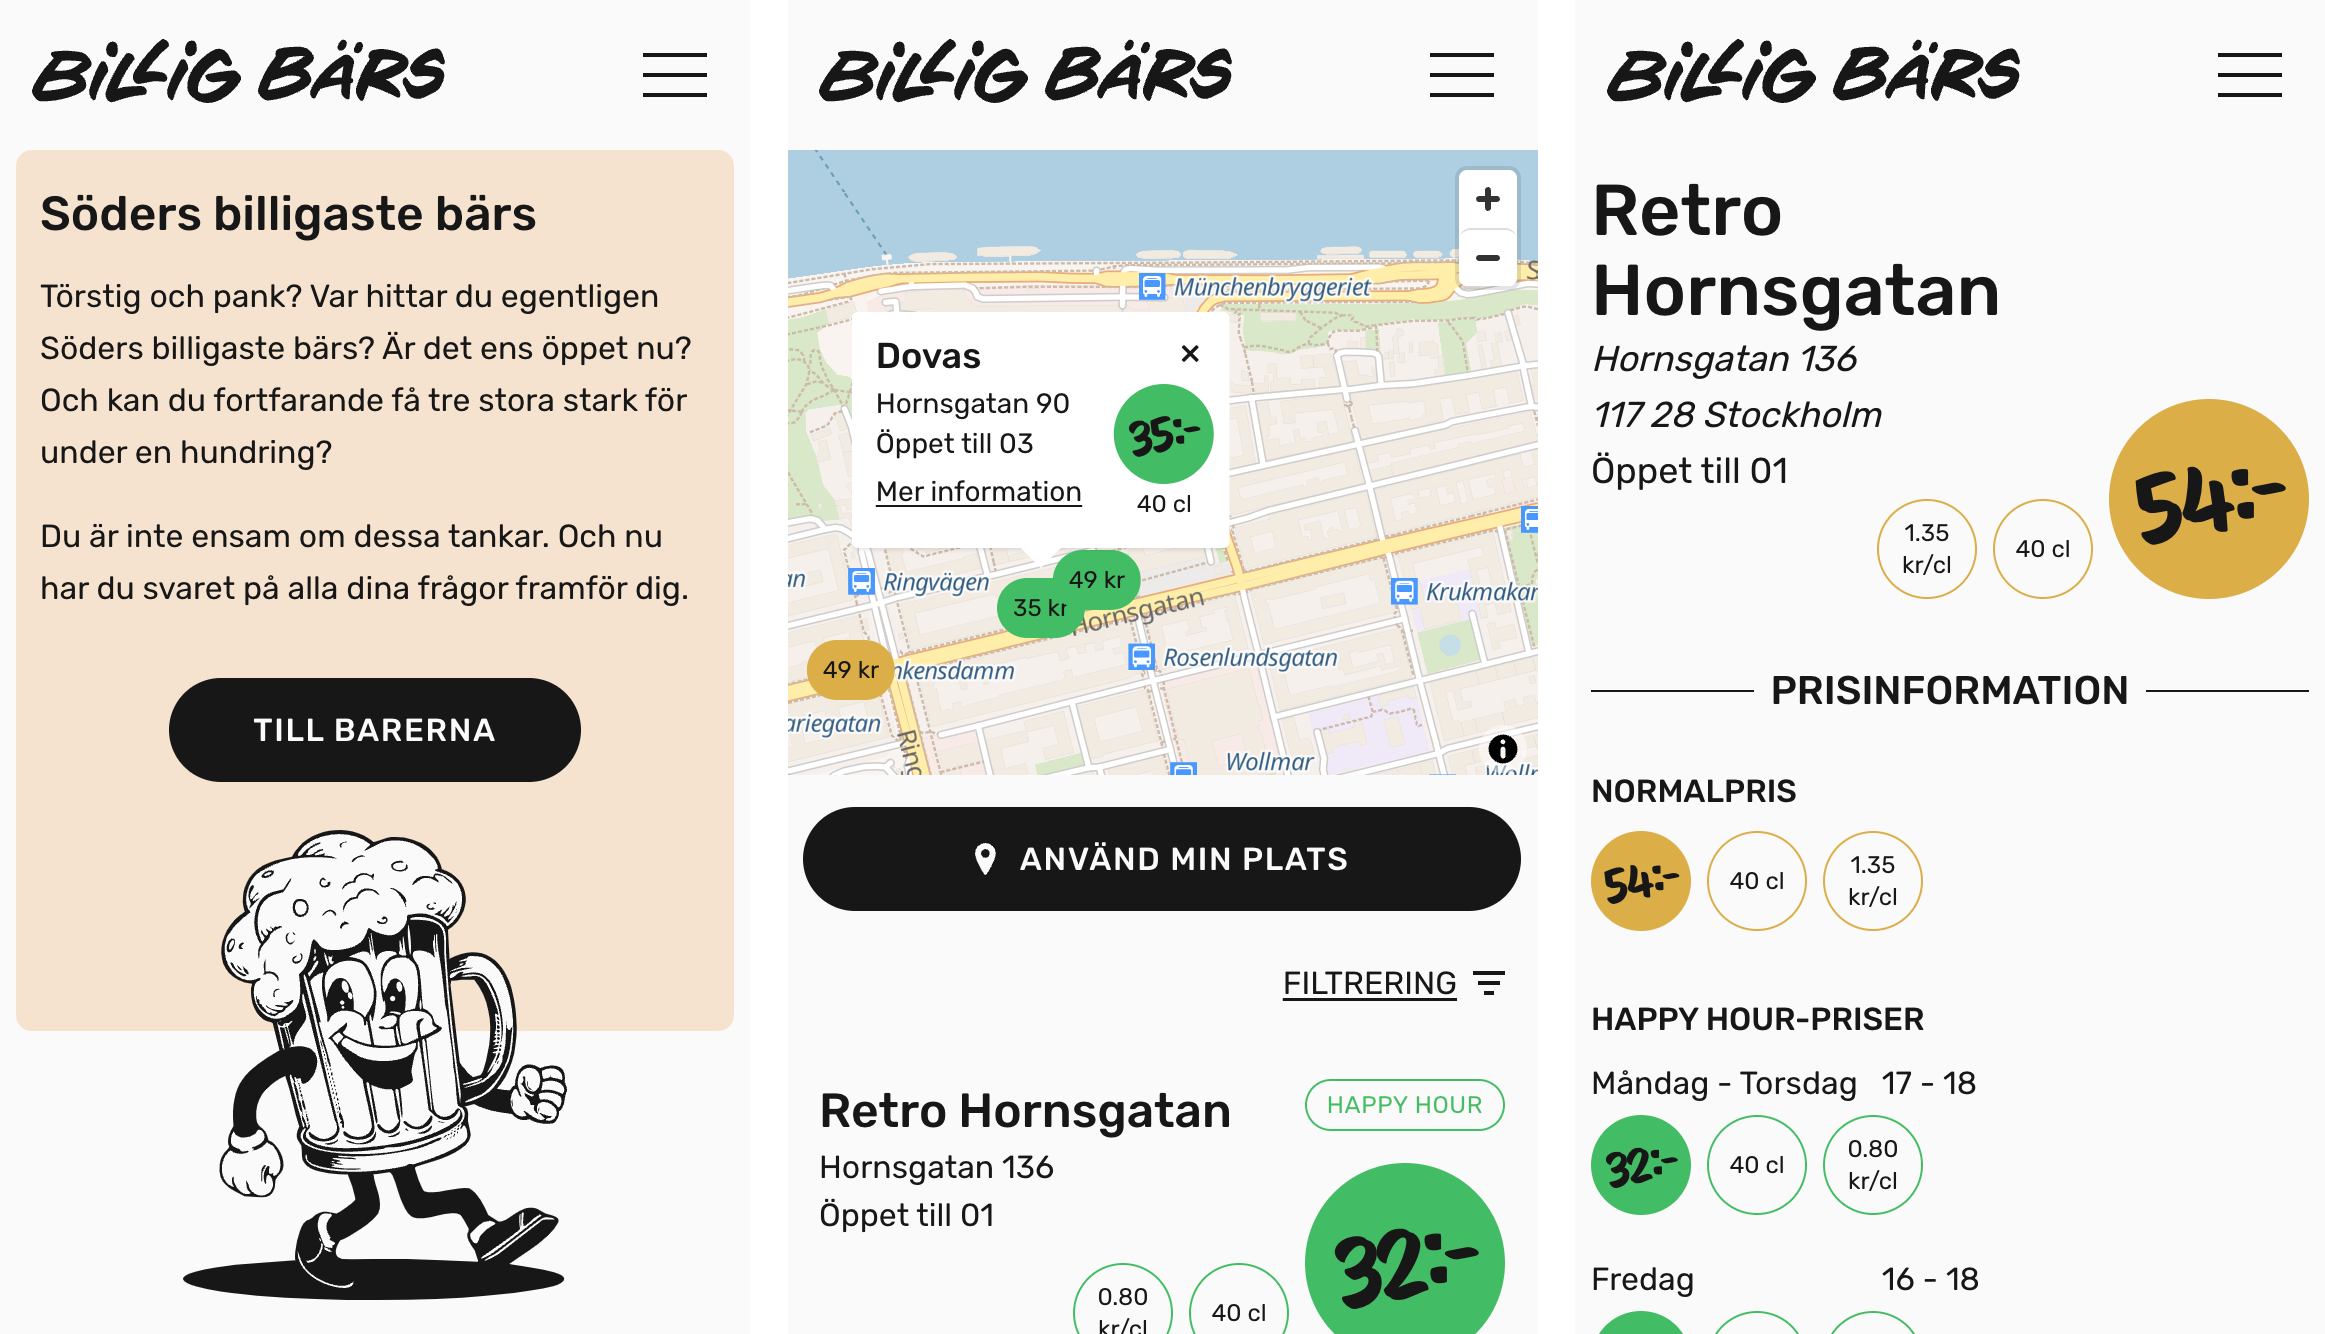 BiLLiG BÄRS
Söders billigaste bärs
Törstig och pank? Var hittar du egentligen
Söders billigaste bärs? Är det ens öppet nu?
Och kan du fortfarande få tre stora stark för
under en hundring?
Du är inte ensam om dessa tankar. Och nu
har du svaret på alla dina frågor framför dig.
TILL BARERNA
BiLLiG BÄRS
+
−
Münchenbryggeriet
Dovas
×
Hornsgatan 90
Öppet till 03
Mer information
35:-
40 cl
Ringvägen
49 kr
35 kr
Hornsgatan
Krukmakar
49 kr
nkensdamm
Rosenlundsgatan
ariegatan
Ring
Wollmar
ANVÄND MIN PLATS
FILTRERING
Retro Hornsgatan
HAPPY HOUR
Hornsgatan 136
Öppet till 01
0.80
kr/cl
40 cl
32:-
BiLLiG BÄRS
Retro
Hornsgatan
Hornsgatan 136
117 28 Stockholm
Öppet till 01
1.35
kr/cl
40 cl
54:-
PRISINFORMATION
NORMALPRIS
54:-
40 cl
1.35
kr/cl
HAPPY HOUR-PRISER
Måndag - Torsdag 17 - 18
32:-
40 cl
0.80
kr/cl
Fredag 16 - 18